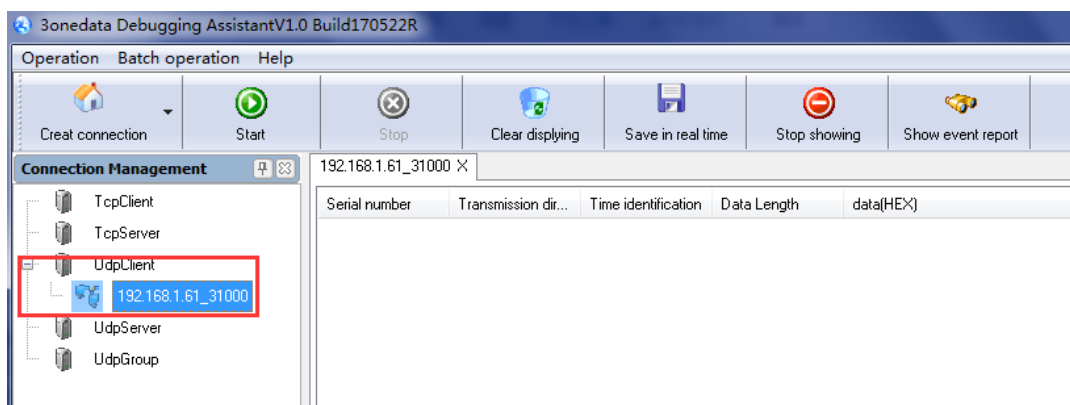 3onedata Debugging AssistantV1.0 Build170522R
Operation Batch operation Help
Creat connection Start Stop Clear displying Save in real time Stop showing Show event report
Connection Management 192.168.1.61_31000 X
Serial number Transmission dir... Time identification Data Length data(HEX)
TcpClient
TcpServer
UdpClient
192.168.1.61_31000
UdpServer
UdpGroup